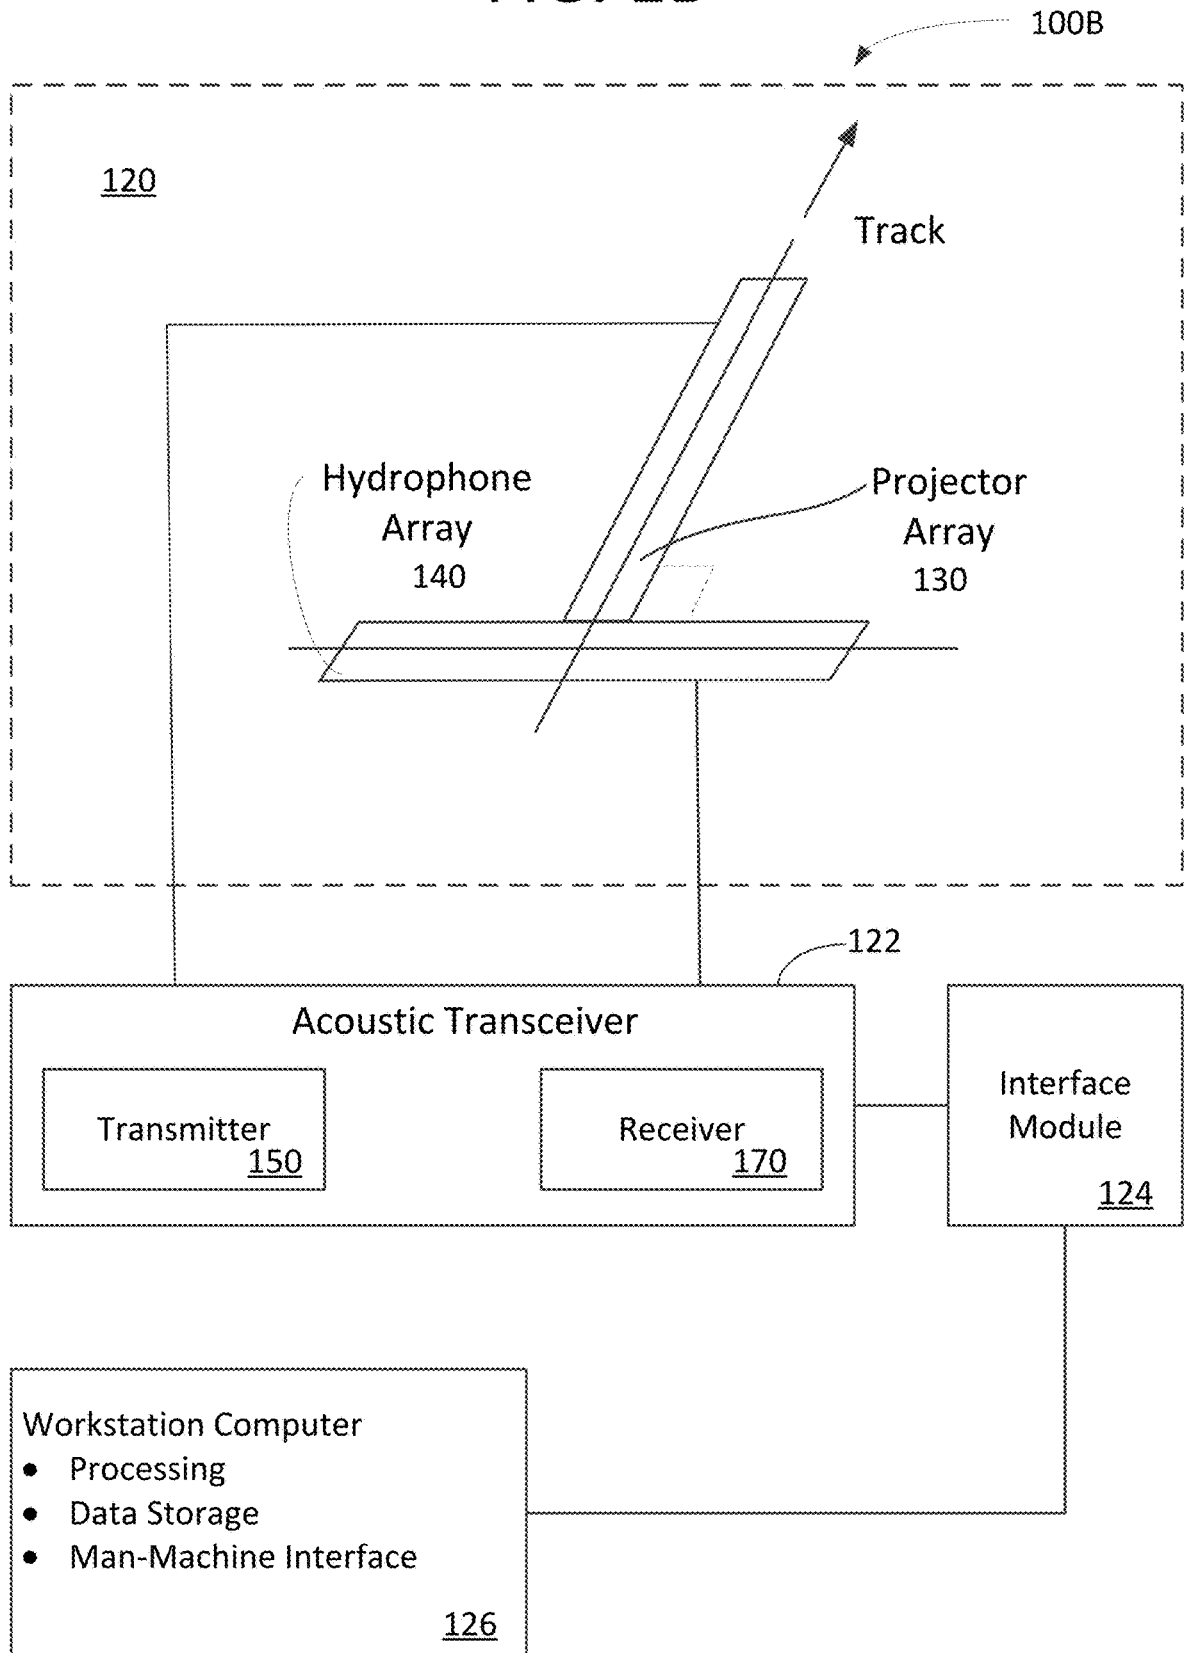 100B
120
Track
Hydrophone
Array
140
Projector
Array
130
122
Acoustic Transceiver
Transmitter
150
Receiver
170
Interface
Module
124
Workstation Computer
• Processing
• Data Storage
• Man-Machine Interface
126